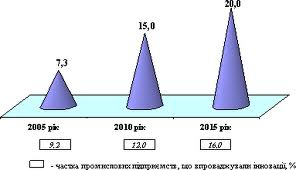 20,0
15,0
7,3
2005 рік 2010 рік 2015 рік
9.2 12.0 16.0
- частка промислових підприємств, що впроваджували інновації, %